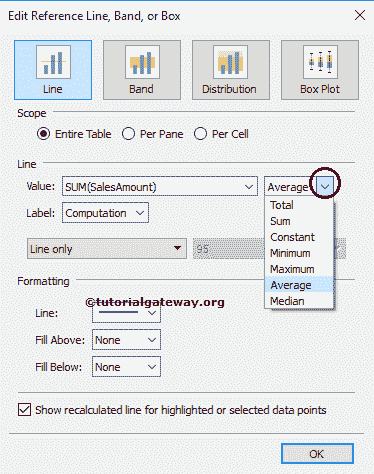 Edit Reference Line, Band, or Box
Line Band Distribution Box Plot
Scope
Entire Table Per Pane Per Cell
Line
Value: SUM(SalesAmount) Average
Label: Computation
Total
Sum
Constant
Line only 95
Minimum
Maximum
Average
Median
Formatting
©tutorialgateway.org
Line:
Fill Above: None
Fill Below: None
Show recalculated line for highlighted or selected data points
OK